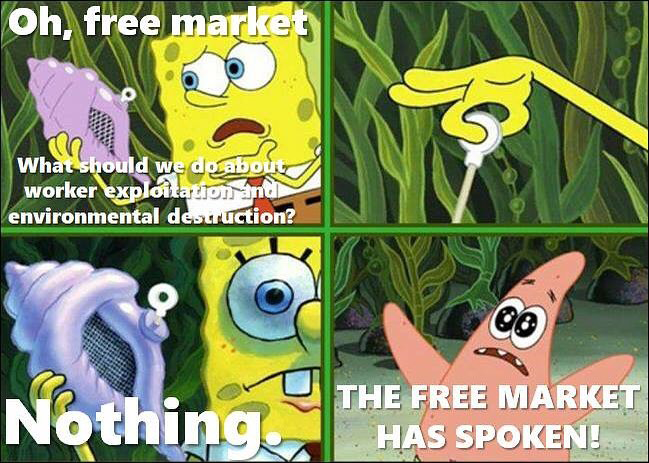 Oh, free market
What should we do about
worker exploitation and
environmental destruction?
Nothing.
THE FREE MARKET
HAS SPOKEN!